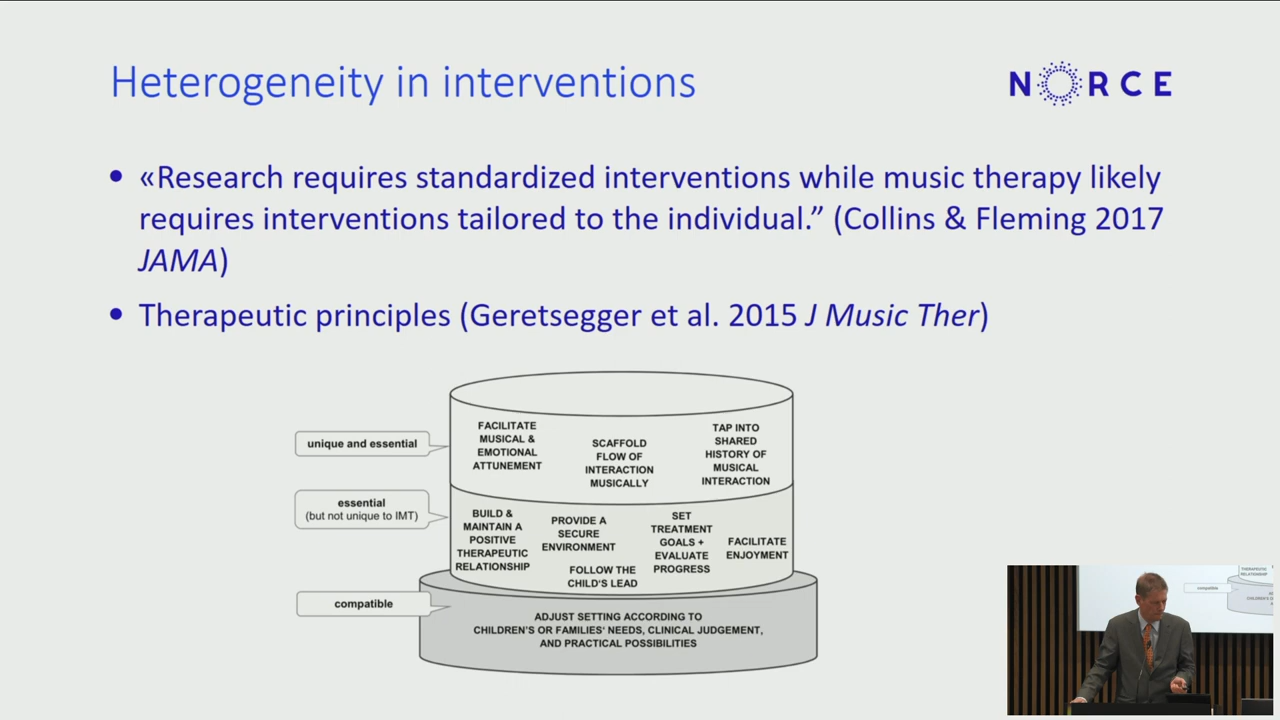 Heterogeneity in interventions
NORCE
• «Research requires standardized interventions while music therapy likely
requires interventions tailored to the individual.” (Collins & Fleming 2017
JAMA)
• Therapeutic principles (Geretsegger et al. 2015 J Music Ther)
unique and essential
FACILITATE
MUSICAL &
EMOTIONAL
ATTUNEMENT
SCAFFOLD
FLOW OF
INTERACTION
MUSICALLY
TAP INTO
SHARED
HISTORY OF
MUSICAL
INTERACTION
essential
(but not unique to IMT)
BUILD &
MAINTAIN A
POSITIVE
THERAPEUTIC
RELATIONSHIP
PROVIDE A
SECURE
ENVIRONMENT
FOLLOW THE
CHILD'S LEAD
SET
TREATMENT
GOALS +
EVALUATE
PROGRESS
FACILITATE
ENJOYMENT
compatible
ADJUST SETTING ACCORDING TO
CHILDREN'S OR FAMILIES' NEEDS, CLINICAL JUDGEMENT,
AND PRACTICAL POSSIBILITIES
THERAPEUTIC
RELATIONSHIP
compatible